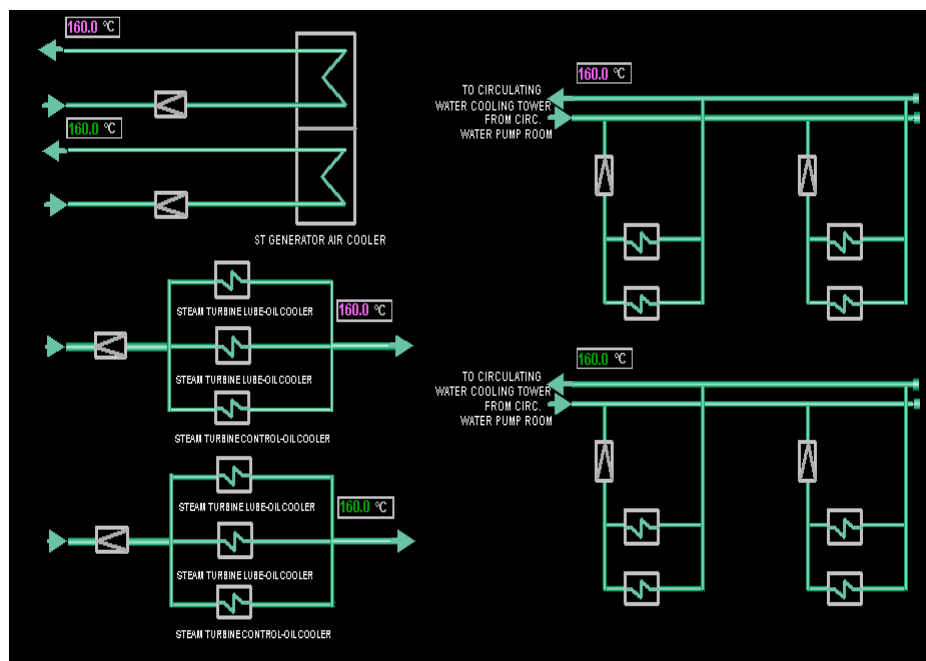 160.0 °C
160.0 °C
ST GENERATOR AIR COOLER
STEAM TURBINE LUBE-OIL COOLER
160.0 °C
STEAM TURBINE LUBE-OIL COOLER
STEAM TURBINE CONTROL-OIL COOLER
STEAM TURBINE LUBE-OIL COOLER
160.0 °C
STEAM TURBINE LUBE-OIL COOLER
STEAM TURBINE CONTROL-OIL COOLER
160.0 °C
TO CIRCULATING
WATER COOLING TOWER
FROM CIRC.
WATER PUMP ROOM
160.0 °C
TO CIRCULATING
WATER COOLING TOWER
FROM CIRC.
WATER PUMP ROOM